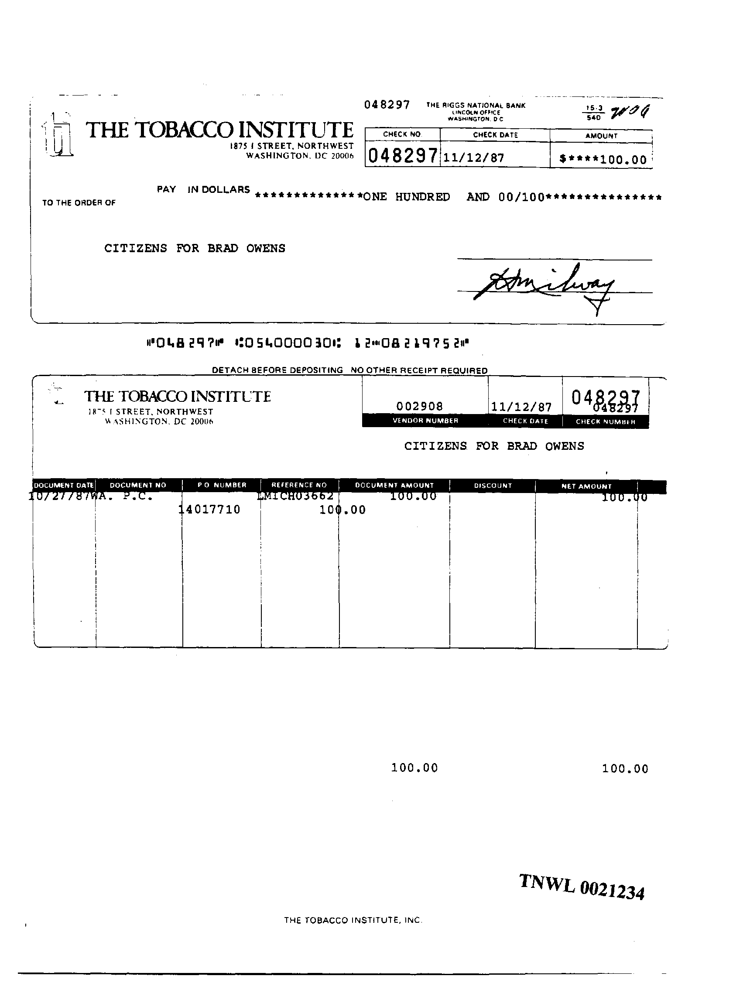 048297 THE RIGGS NATIONAL BANK
LINCOLN OFFICE
WASHINGTON, D C
15-3
540
THE TOBACCO INSTITUTE
1875 I STREET, NORTHWEST
WASHINGTON, DC 20006
CHECK NO CHECK DATE AMOUNT
048297 11/12/87 $****100.00
PAY IN DOLLARS **************ONE HUNDRED AND 00/100***************
TO THE ORDER OF
CITIZENS FOR BRAD OWENS
⑈048297⑈ ⑆054000030⑆ 12⑉08219752⑈
DETACH BEFORE DEPOSITING NO OTHER RECEIPT REQUIRED
THE TOBACCO INSTITUTE
1875 I STREET, NORTHWEST
WASHINGTON, DC 20006
002908 11/12/87 048297
048297
VENDOR NUMBER CHECK DATE CHECK NUMBER
CITIZENS FOR BRAD OWENS
DOCUMENT DATE DOCUMENT NO P O NUMBER REFERENCE NO DOCUMENT AMOUNT DISCOUNT NET AMOUNT
10/27/87WA. P.C. LMICH03662 100.00 100.00
14017710 100.00
100.00 100.00
TNWL 0021234
THE TOBACCO INSTITUTE, INC.